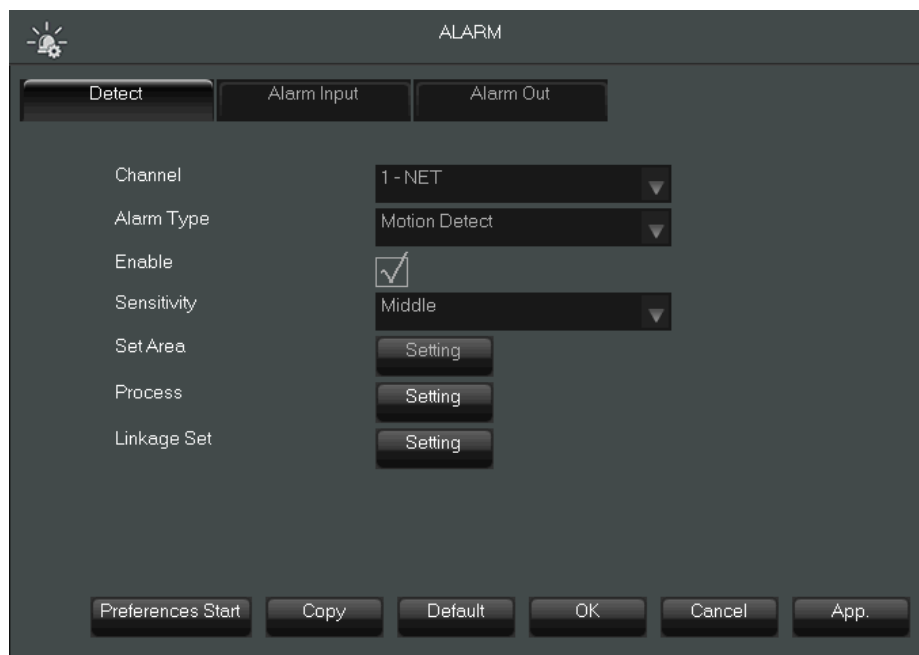 ALARM
Detect Alarm Input Alarm Out
Channel 1 - NET
Alarm Type Motion Detect
Enable
Sensitivity Middle
Set Area Setting
Process Setting
Linkage Set Setting
Preferences Start Copy Default OK Cancel App.